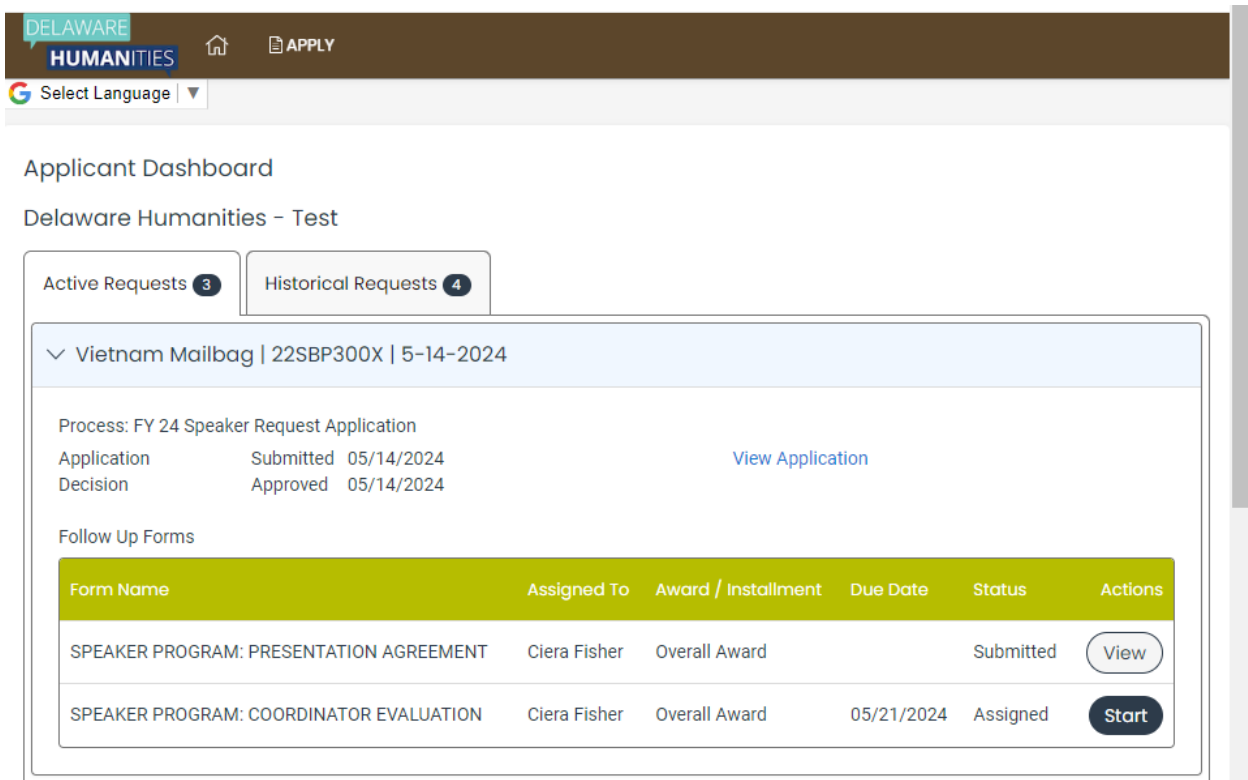 DELAWARE
HUMANITIES
APPLY
Select Language ▼
Applicant Dashboard
Delaware Humanities - Test
Active Requests 3 Historical Requests 4
Vietnam Mailbag | 22SBP300X | 5-14-2024
Process: FY 24 Speaker Request Application
Application Submitted 05/14/2024 View Application
Decision Approved 05/14/2024
Follow Up Forms
Form Name Assigned To Award / Installment Due Date Status Actions
SPEAKER PROGRAM: PRESENTATION AGREEMENT Ciera Fisher Overall Award Submitted View
SPEAKER PROGRAM: COORDINATOR EVALUATION Ciera Fisher Overall Award 05/21/2024 Assigned Start